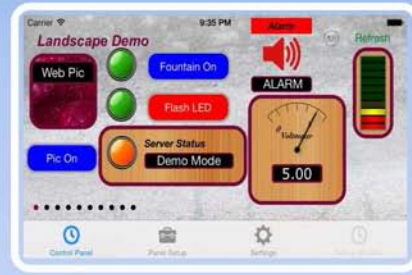 Carrier 9:35 PM
Alarm
Landscape Demo
Refresh
Web Pic
Fountain On
ALARM
Flash LED
Voltmeter
Server Status
Demo Mode
Pic On
5.00
Control Panel
Panel Setup
Settings